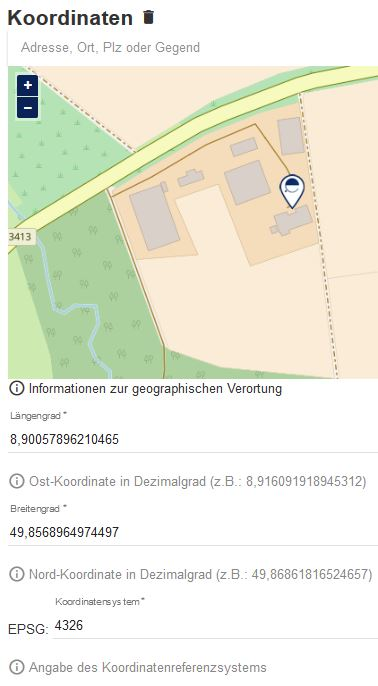 Koordinaten
Adresse, Ort, Plz oder Gegend
+
−
3413
Informationen zur geographischen Verortung
Längengrad *
8,90057896210465
Ost-Koordinate in Dezimalgrad (z.B.: 8,916091918945312)
Breitengrad *
49,8568964974497
Nord-Koordinate in Dezimalgrad (z.B.: 49,86861816524657)
Koordinatensystem *
EPSG: 4326
Angabe des Koordinatenreferenzsystems